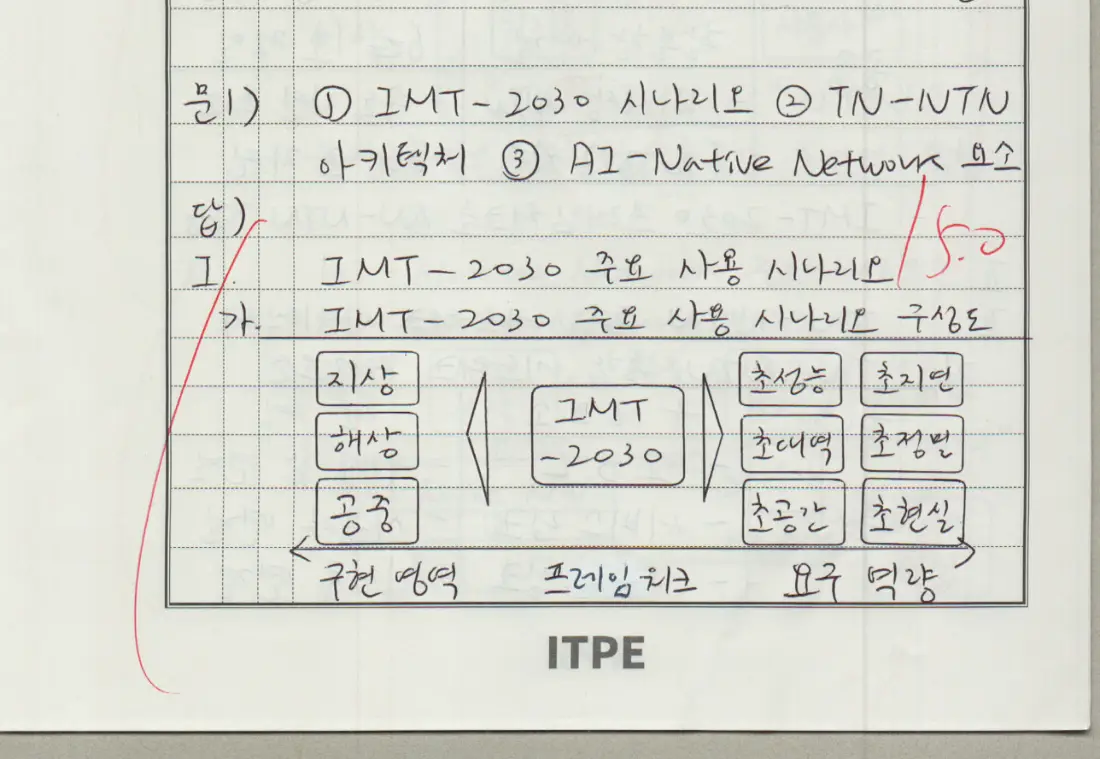 문1) ① IMT-2030 시나리오 ② TN-NTN
아키텍처 ③ AI-Native Network 요소
답)
15.0
I. IMT-2030 주요 사용 시나리오
가. IMT-2030 주요 사용 시나리오 구성도
지상 초성능 초지연
IMT
해상 초대역 초정밀
-2030
공중 초공간 초현실
구현 영역 프레임워크 요구 역량
ITPE